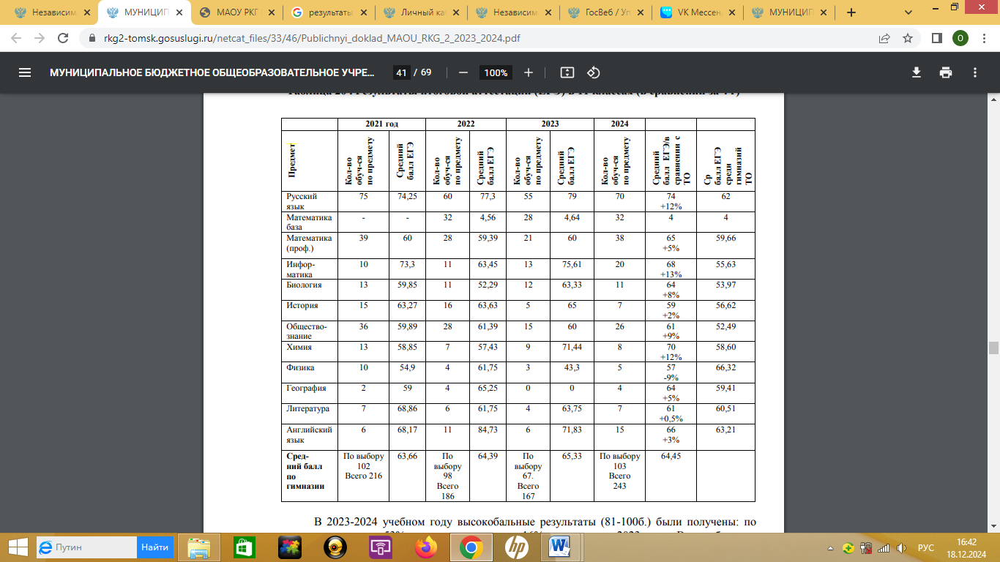 Независим
МУНИЦИП
МАОУ РКГ
результаты
Личный ка
Независим
ГосВеб / Уп
VK Мессен
МУНИЦИП
rkg2-tomsk.gosuslugi.ru/netcat_files/33/46/Publichnyi_doklad_MAOU_RKG_2_2023_2024.pdf
О
МУНИЦИПАЛЬНОЕ БЮДЖЕТНОЕ ОБЩЕОБРАЗОВАТЕЛЬНОЕ УЧРЕ...
41 / 69
100%
2021 год 2022 2023 2024
Предмет
Кол-во обуч-ся по предмету
Средний балл ЕГЭ
Кол-во обуч-ся по предмету
Средний балл ЕГЭ
Кол-во обуч-ся по предмету
Средний балл ЕГЭ
Кол-во обуч-ся по предмету
Средний балл ЕГЭ/в сравнении с ТО
Ср балл ЕГЭ среди гимназий ТО
Русский 75 74,25 60 77,3 55 79 70 74 62
язык +12%
Математика - - 32 4,56 28 4,64 32 4 4
база
Математика 39 60 28 59,39 21 60 38 65 59,66
(проф.) +5%
Инфор- 10 73,3 11 63,45 13 75,61 20 68 55,63
матика +13%
Биология 13 59,85 11 52,29 12 63,33 11 64 53,97
+8%
История 15 63,27 16 63,63 5 65 7 59 56,62
+2%
Общество- 36 59,89 28 61,39 15 60 26 61 52,49
знание +9%
Химия 13 58,85 7 57,43 9 71,44 8 70 58,60
+12%
Физика 10 54,9 4 61,75 3 43,3 5 57 66,32
-9%
География 2 59 4 65,25 0 0 4 64 59,41
+5%
Литература 7 68,86 6 61,75 4 63,75 7 61 60,51
+0,5%
Английский 6 68,17 11 84,73 6 71,83 15 66 63,21
язык +3%
Сред- По выбору 63,66 По 64,39 По 65,33 По выбору 64,45
ний балл 102 выбору выбору 103
по Всего 216 98 67. Всего
гимназии Всего Всего 243
186 167
В 2023-2024 учебном году высокобальные результаты (81-100б.) были получены: по
Путин
Найти
hp
РУС
16:42
18.12.2024